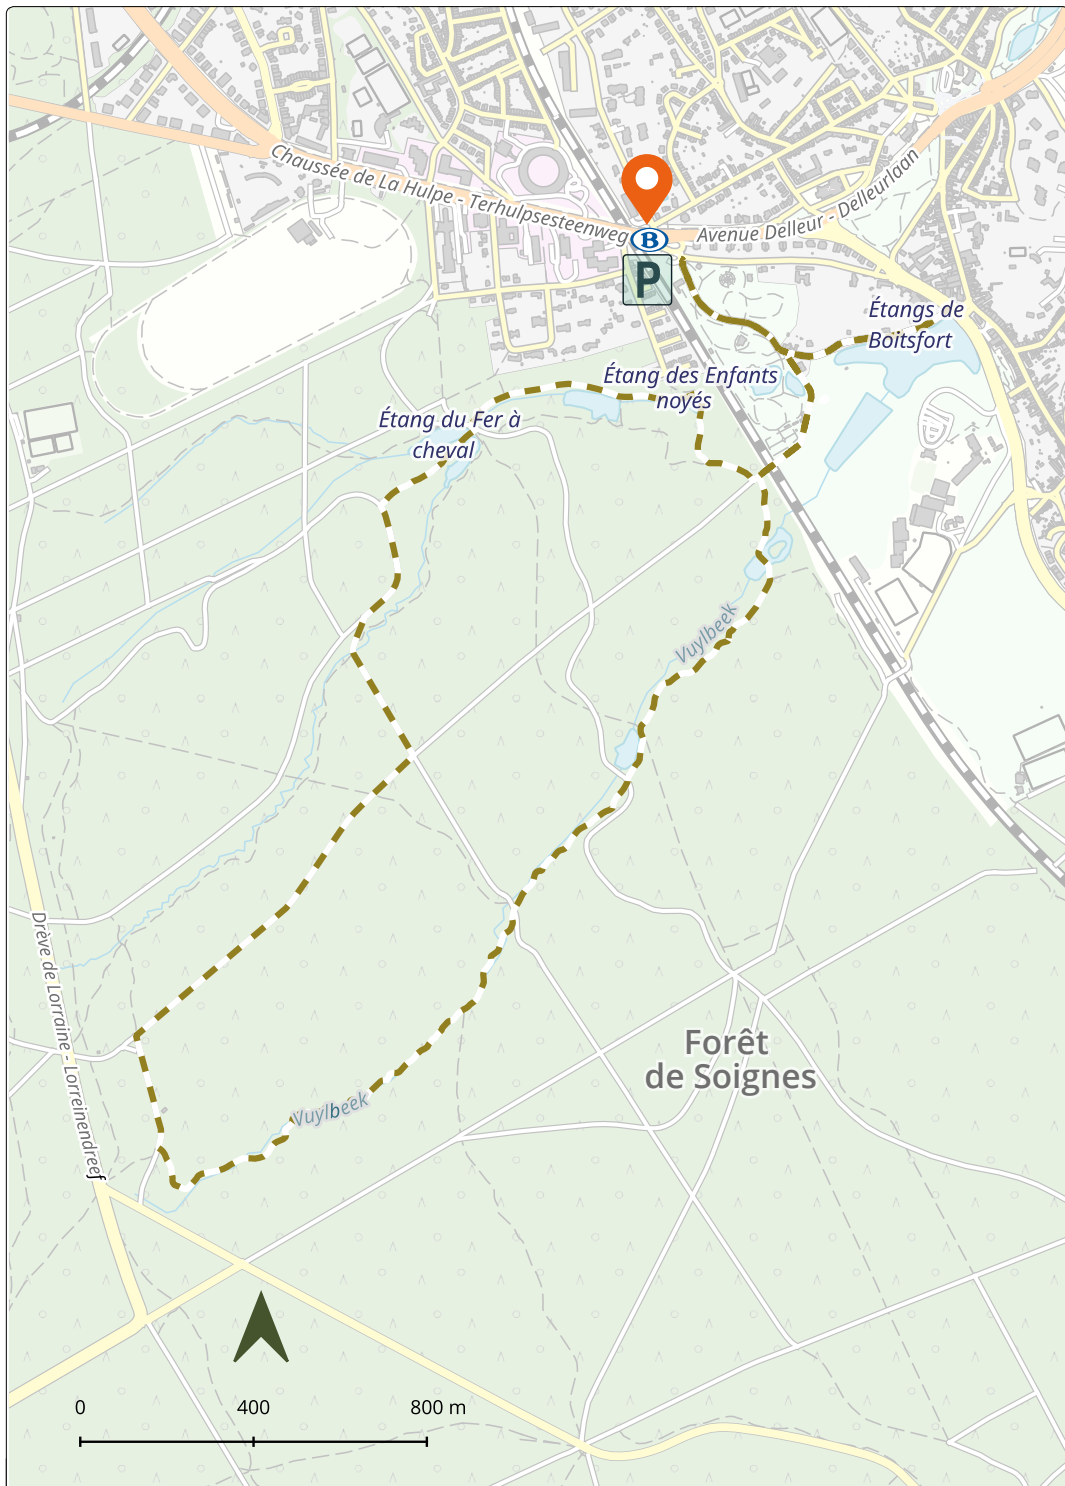 Chaussée de La Hulpe - Terhulpsesteenweg
Avenue Delleur - Delleurlaan
B
P
Étangs de
Boitsfort
Étang des Enfants
noyés
Étang du Fer à
cheval
Vuylbeek
Drève de Lorraine - Lorreinendreef
Forêt
de Soignes
Vuylbeek
0 400 800 m